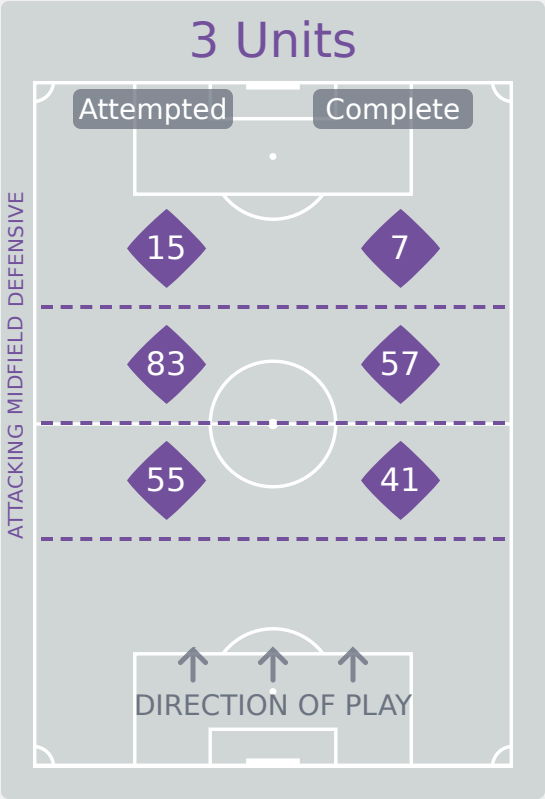 3 Units
Attempted Complete
15 7
83 57
55 41
ATTACKING MIDFIELD DEFENSIVE
DIRECTION OF PLAY